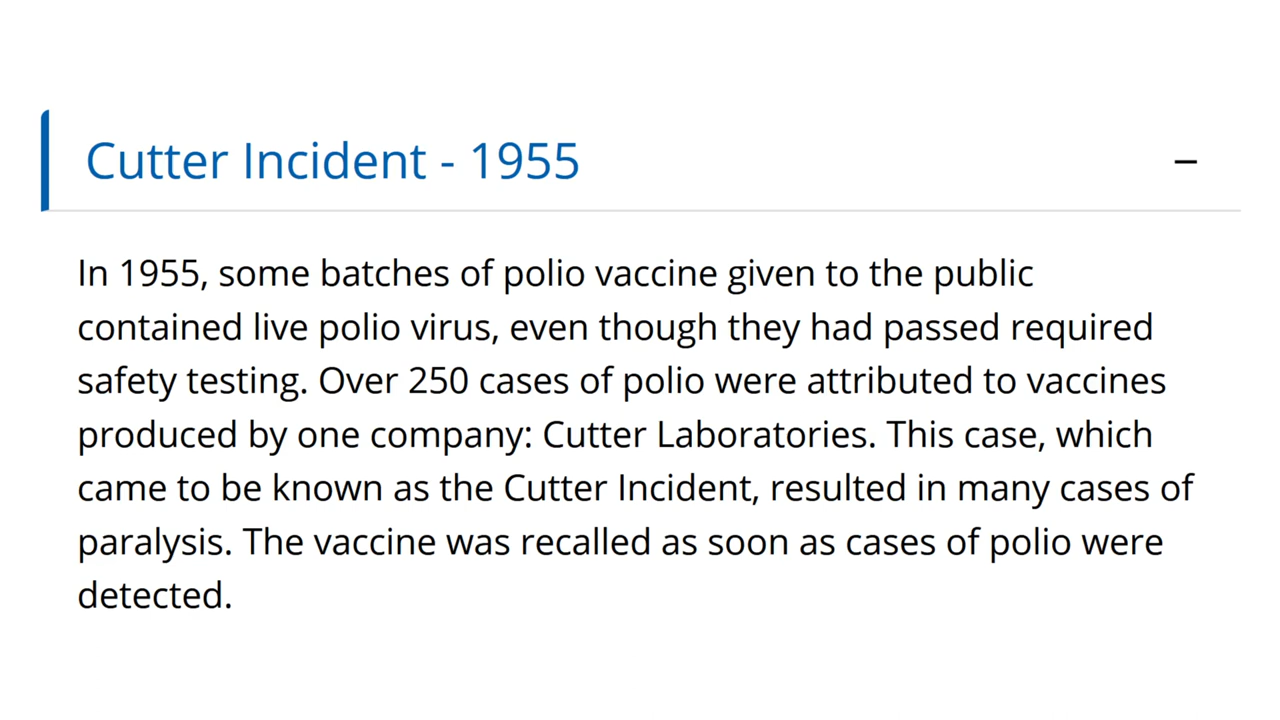 Cutter Incident - 1955
In 1955, some batches of polio vaccine given to the public
contained live polio virus, even though they had passed required
safety testing. Over 250 cases of polio were attributed to vaccines
produced by one company: Cutter Laboratories. This case, which
came to be known as the Cutter Incident, resulted in many cases of
paralysis. The vaccine was recalled as soon as cases of polio were
detected.